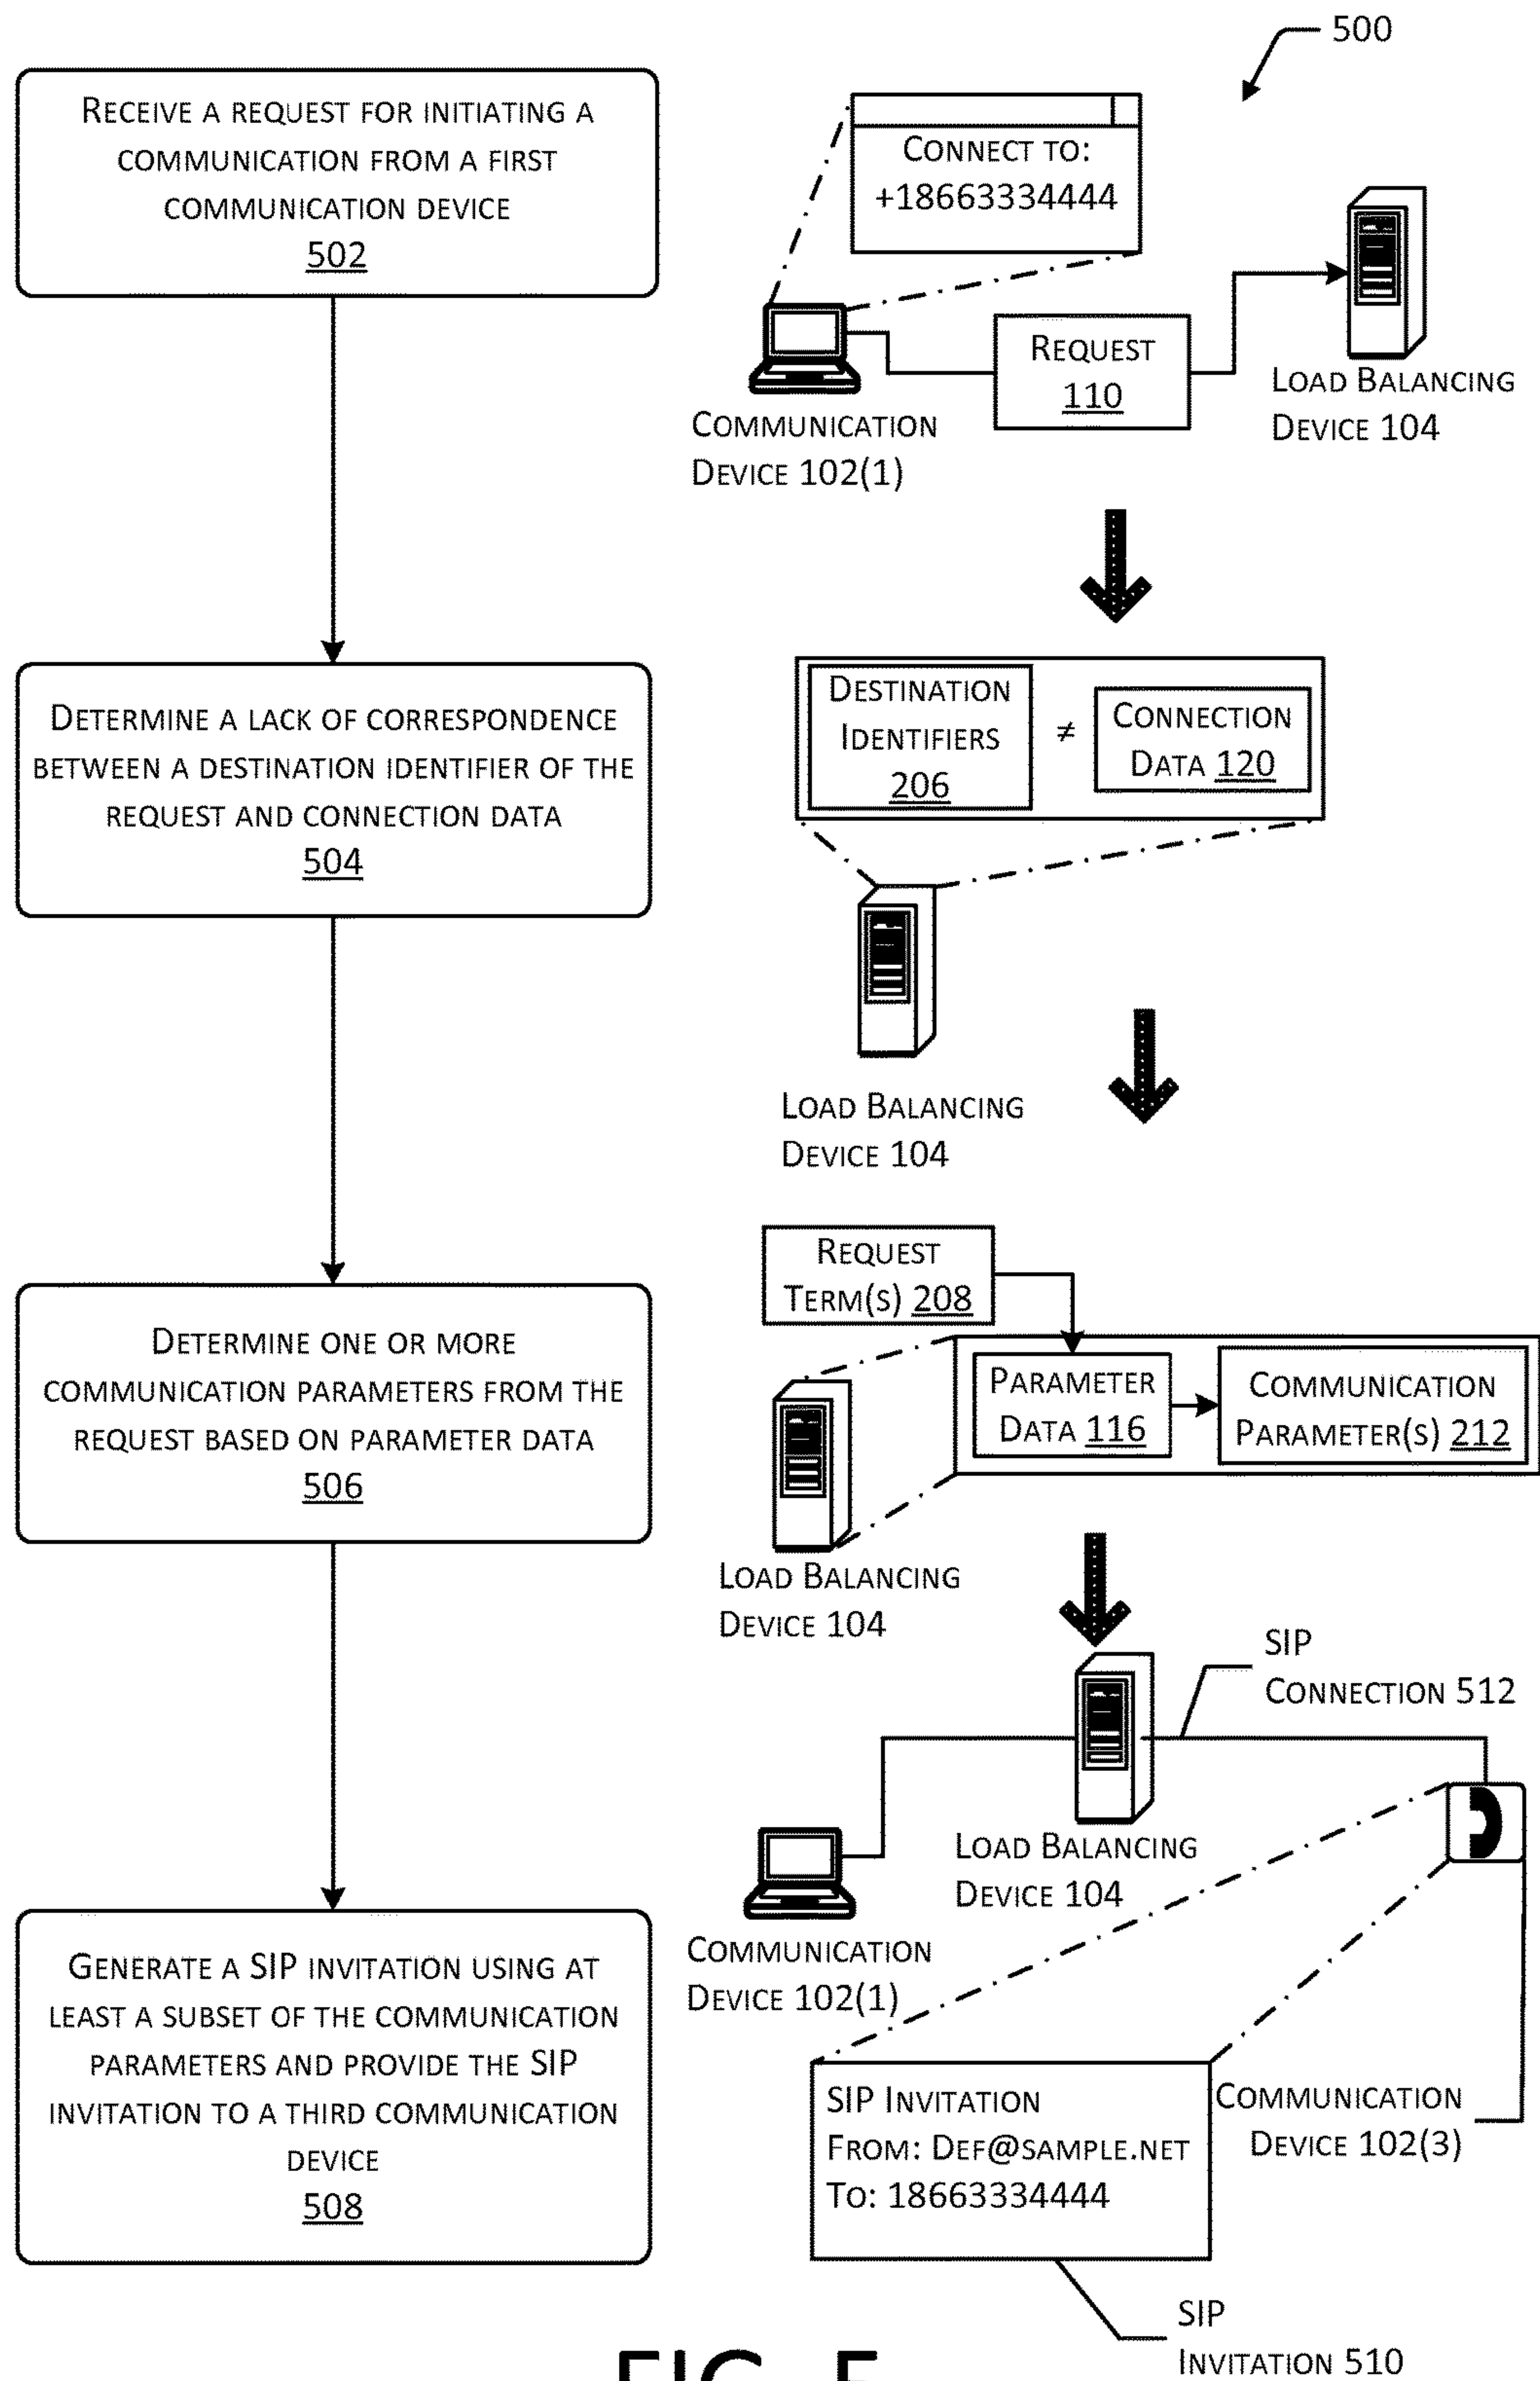 500
RECEIVE A REQUEST FOR INITIATING A
COMMUNICATION FROM A FIRST
COMMUNICATION DEVICE
502
CONNECT TO:
+18663334444
REQUEST
110
LOAD BALANCING
DEVICE 104
COMMUNICATION
DEVICE 102(1)
DETERMINE A LACK OF CORRESPONDENCE
BETWEEN A DESTINATION IDENTIFIER OF THE
REQUEST AND CONNECTION DATA
504
DESTINATION
IDENTIFIERS
206
≠
CONNECTION
DATA 120
LOAD BALANCING
DEVICE 104
DETERMINE ONE OR MORE
COMMUNICATION PARAMETERS FROM THE
REQUEST BASED ON PARAMETER DATA
506
REQUEST
TERM(S) 208
PARAMETER
DATA 116
COMMUNICATION
PARAMETER(S) 212
LOAD BALANCING
DEVICE 104
SIP
CONNECTION 512
LOAD BALANCING
DEVICE 104
COMMUNICATION
DEVICE 102(1)
GENERATE A SIP INVITATION USING AT
LEAST A SUBSET OF THE COMMUNICATION
PARAMETERS AND PROVIDE THE SIP
INVITATION TO A THIRD COMMUNICATION
DEVICE
508
SIP INVITATION
FROM: DEF@SAMPLE.NET
TO: 18663334444
COMMUNICATION
DEVICE 102(3)
SIP
INVITATION 510
FIG. 5